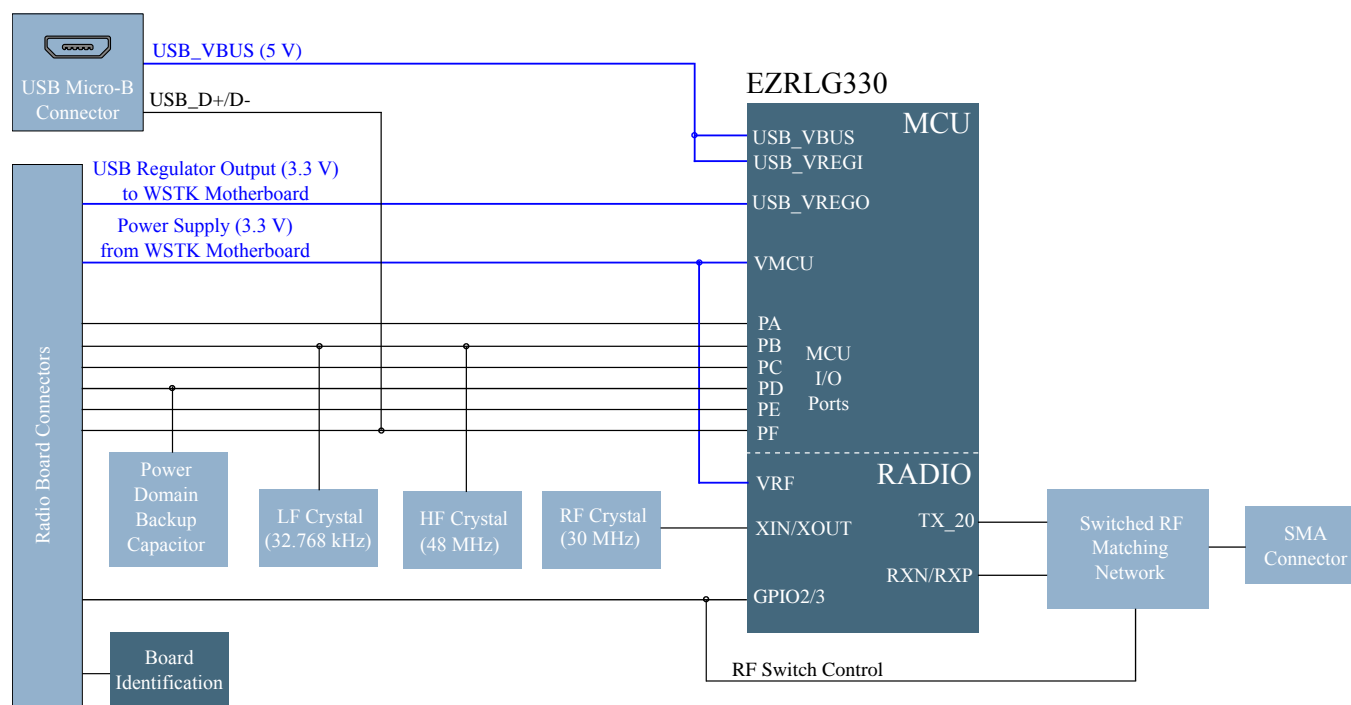 USB Micro-B
Connector
USB_VBUS (5 V)
USB_D+/D-
USB Regulator Output (3.3 V)
to WSTK Motherboard
Power Supply (3.3 V)
from WSTK Motherboard
Radio Board Connectors
Power
Domain
Backup
Capacitor
LF Crystal
(32.768 kHz)
HF Crystal
(48 MHz)
RF Crystal
(30 MHz)
Board
Identification
EZRLG330
MCU
USB_VBUS
USB_VREGI
USB_VREGO
VMCU
PA
PB
PC
PD
PE
PF
MCU
I/O
Ports
RADIO
VRF
XIN/XOUT
GPIO2/3
TX_20
RXN/RXP
Switched RF
Matching
Network
SMA
Connector
RF Switch Control